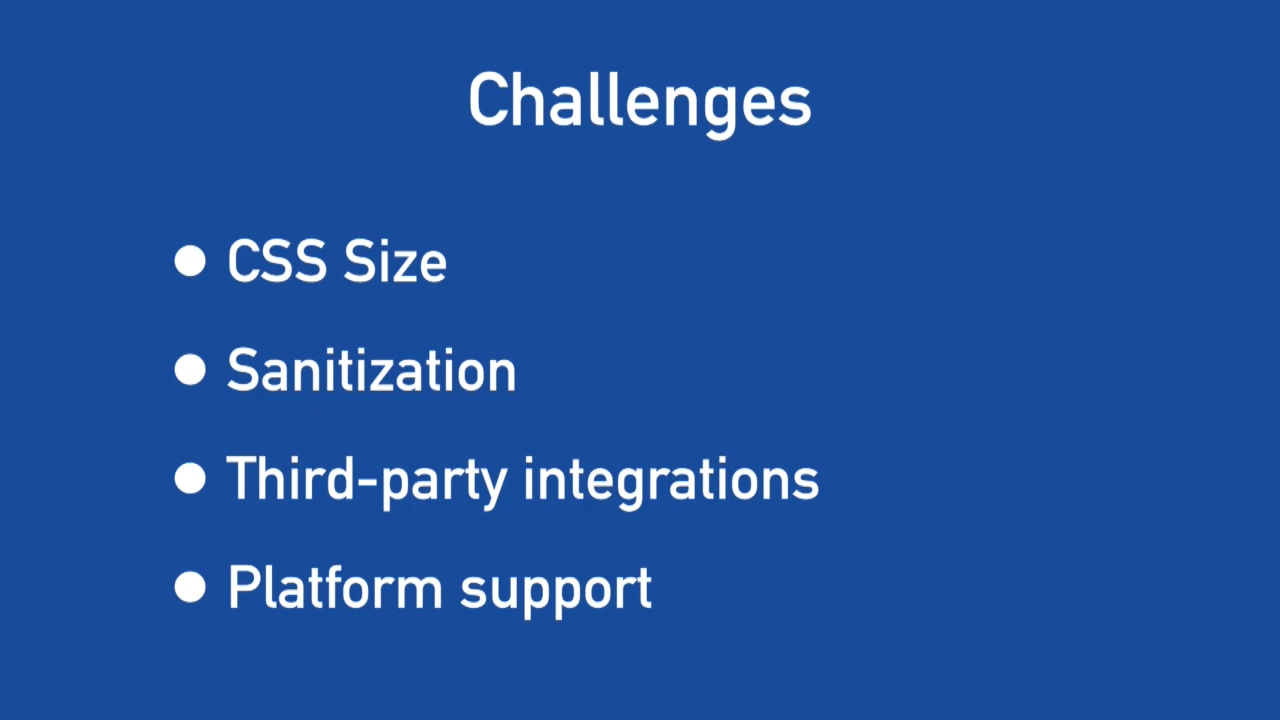 Challenges
● CSS Size
● Sanitization
● Third-party integrations
● Platform support